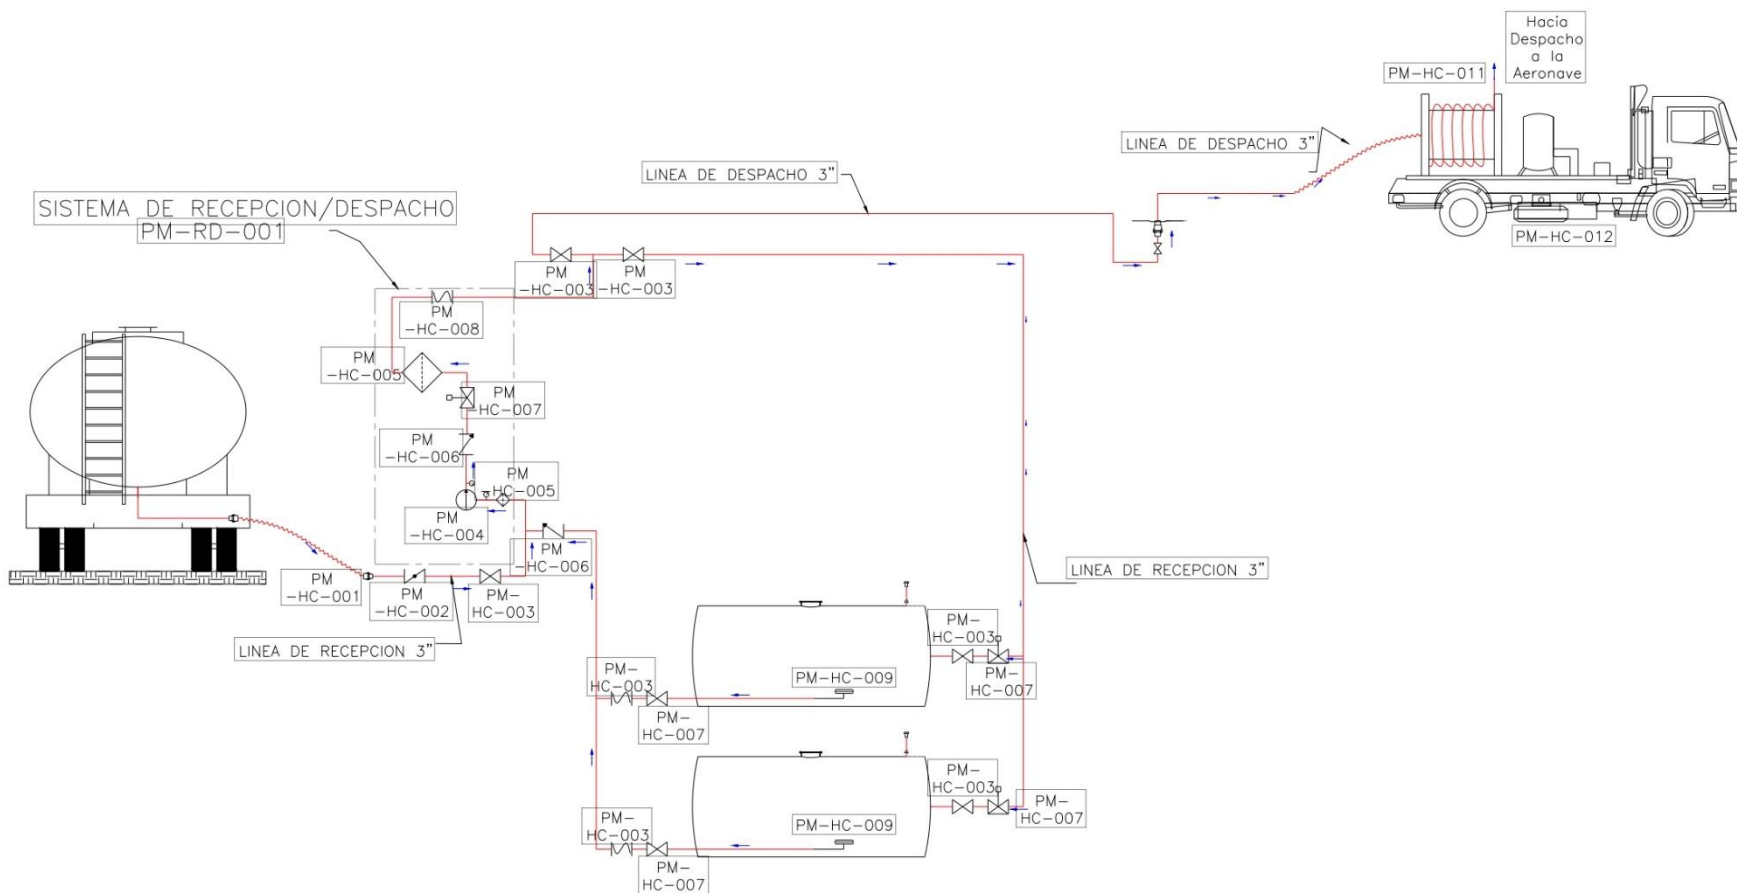 Hacia
Despacho
a la
Aeronave
PM-HC-011
LINEA DE DESPACHO 3"
LINEA DE DESPACHO 3"
PM-HC-012
SISTEMA DE RECEPCION/DESPACHO
PM-RD-001
PM
-HC-003
PM
-HC-003
PM
-HC-008
PM
-HC-005
PM
-HC-007
PM
-HC-006
PM
-HC-005
PM
-HC-004
PM
-HC-006
PM
-HC-001
PM
-HC-002
PM-
HC-003
LINEA DE RECEPCION 3"
LINEA DE RECEPCION 3"
PM-
HC-003
PM-
HC-007
PM-HC-009
PM-
HC-003
PM-
HC-007
PM-
HC-003
PM-
HC-007
PM-HC-009
PM-
HC-003
PM-
HC-007